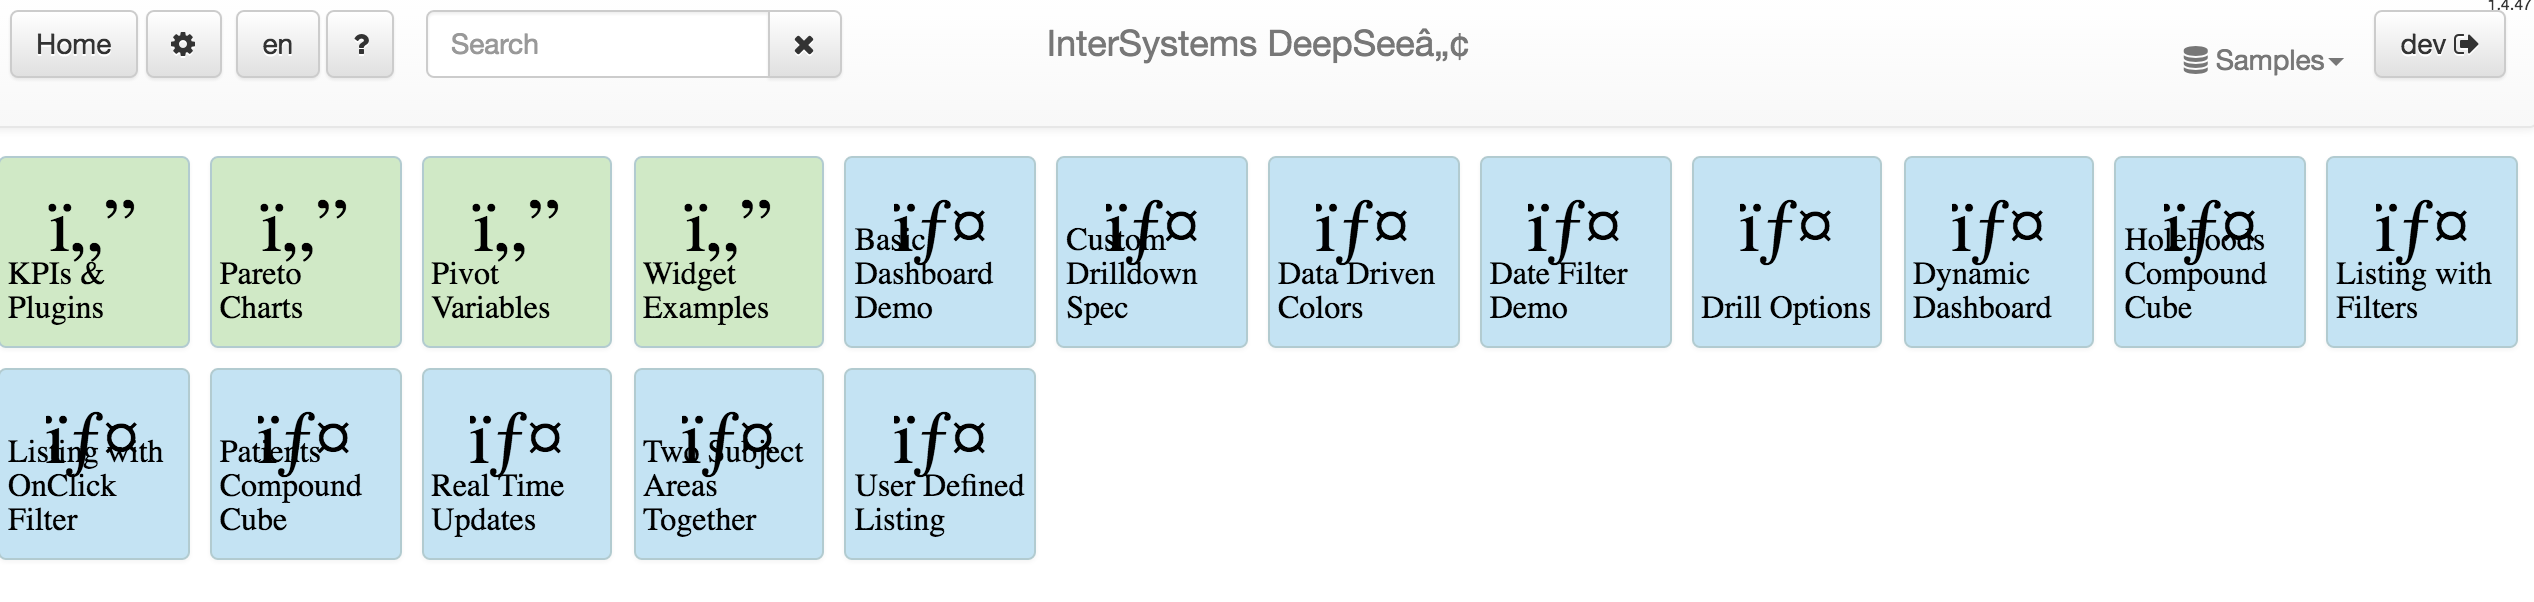 1.4.47
Home en ? Search InterSystems DeepSeeâ„¢ Samples dev
ï„”
KPIs &
Plugins
ï„”
Pareto
Charts
ï„”
Pivot
Variables
ï„”
Widget
Examples
ïƒ¤
Basic
Dashboard
Demo
ïƒ¤
Custom
Drilldown
Spec
ïƒ¤
Data Driven
Colors
ïƒ¤
Date Filter
Demo
ïƒ¤
Drill Options
ïƒ¤
Dynamic
Dashboard
ïƒ¤
HoleFoods
Compound
Cube
ïƒ¤
Listing with
Filters
ïƒ¤
Listing with
OnClick
Filter
ïƒ¤
Patients
Compound
Cube
ïƒ¤
Real Time
Updates
ïƒ¤
Two Subject
Areas
Together
ïƒ¤
User Defined
Listing